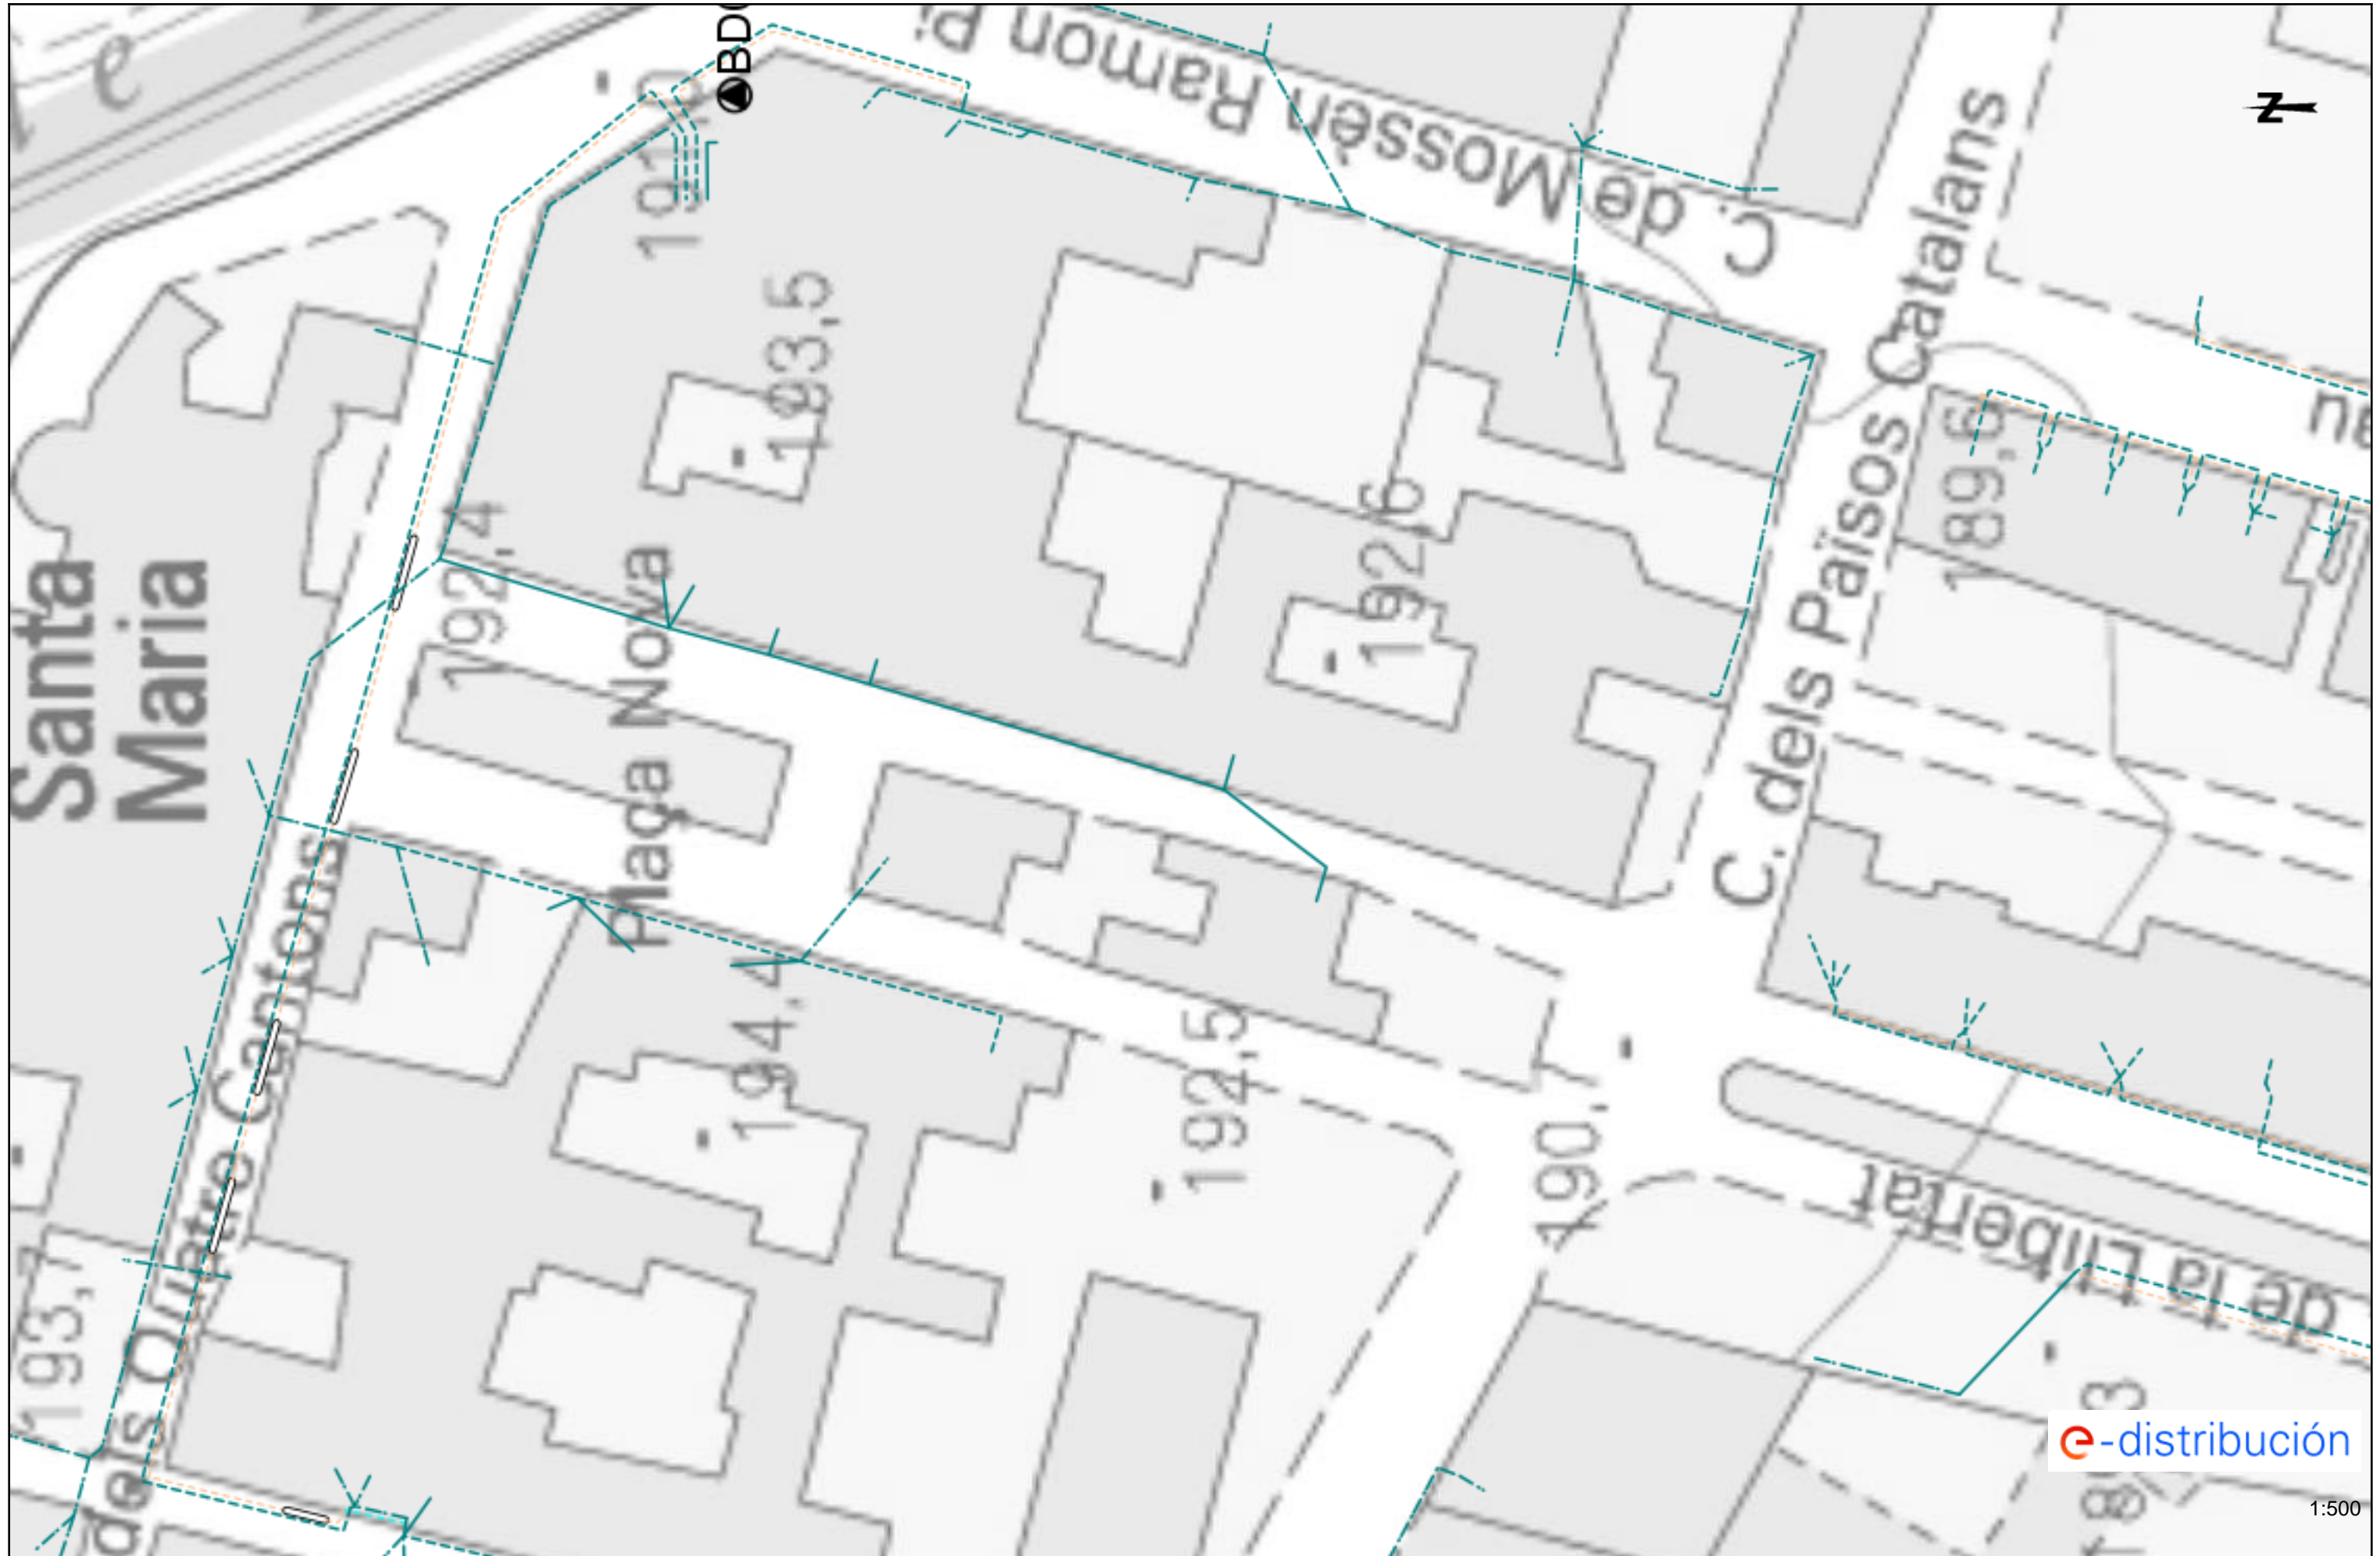 e
BD
C. de Mossèn Ramon Pi
C. dels Països Catalans
193,5
192,4
192,6
189,6
Santa
Maria
Plaça Nova
dels Quatre Cantons
194,4
192,5
190,
193,7
de la Llibertat
N
e-distribución
1:500